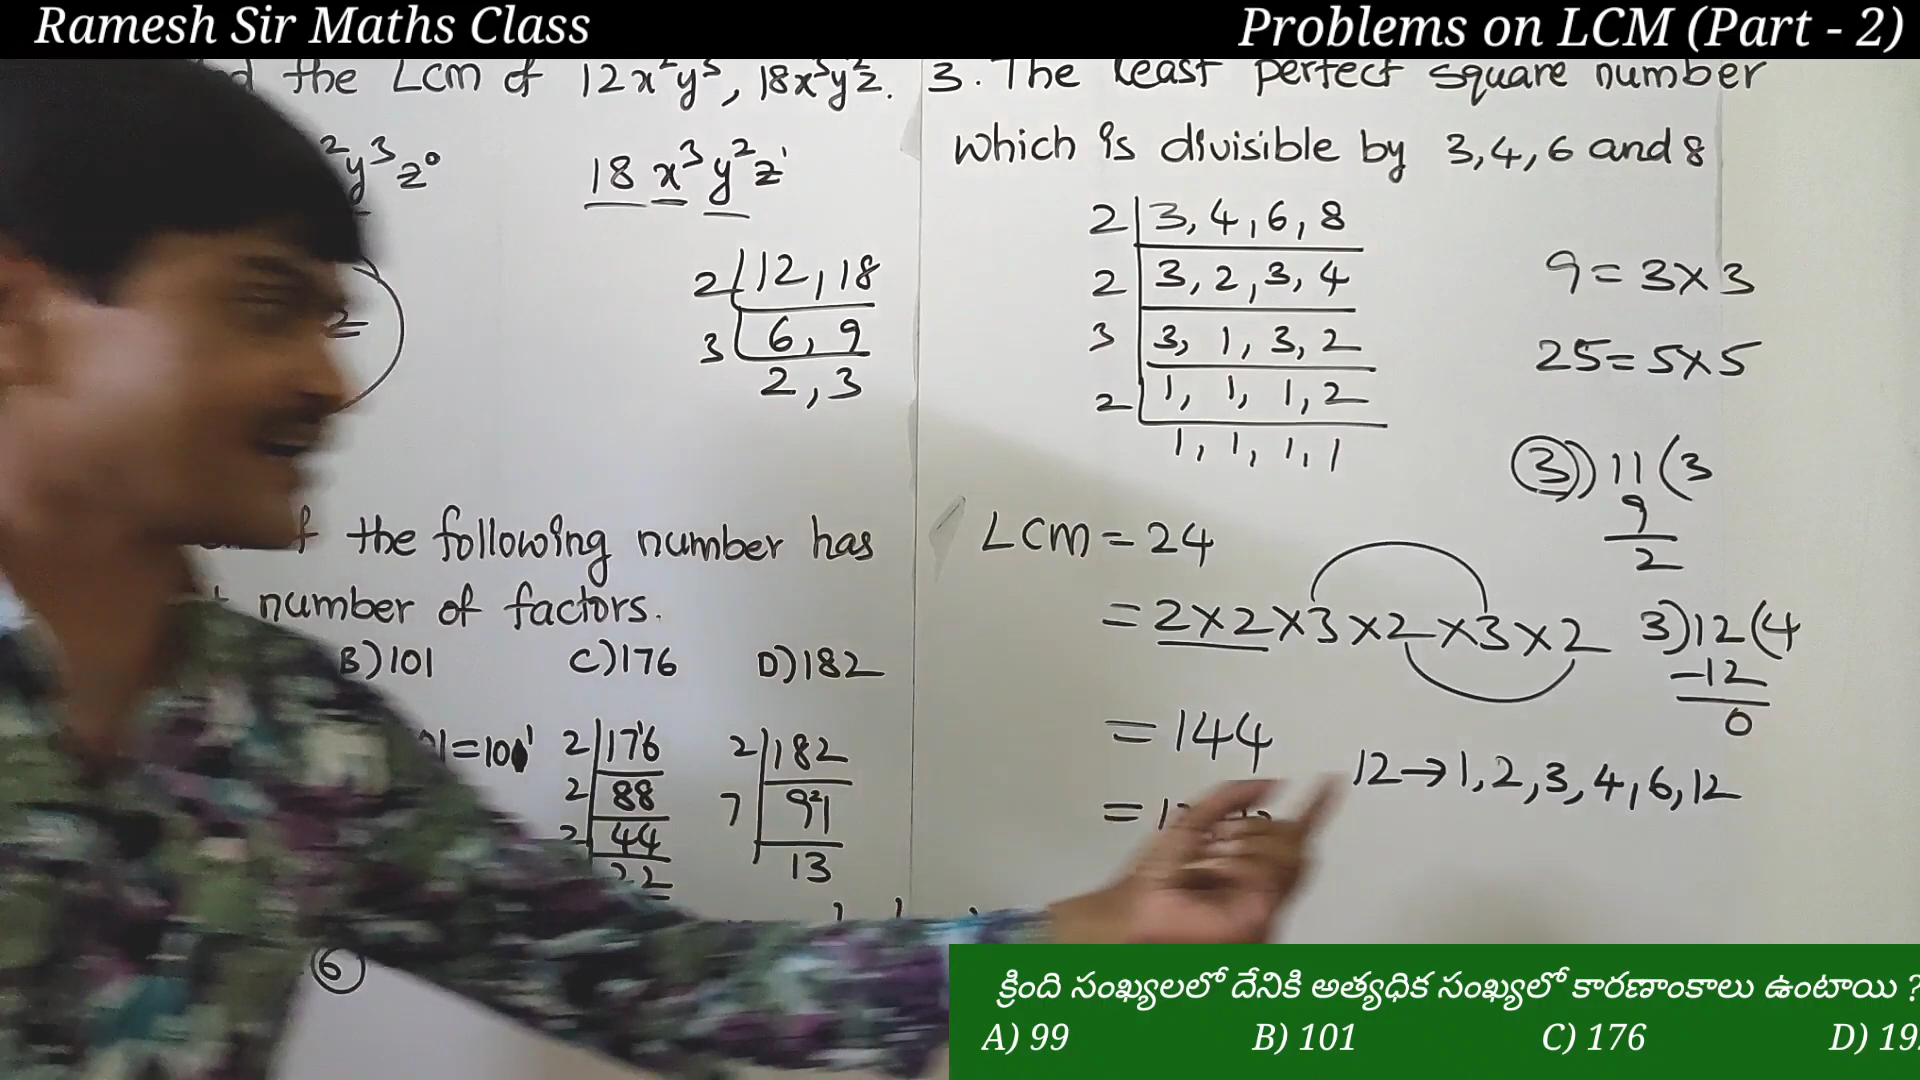 Ramesh Sir Maths Class
Problems on LCM (Part - 2)
the Lcm of 12x²y³, 18x³y²z.
²y³z⁰ 18 x³y²z¹
2 12, 18
3 6, 9
2, 3
the following number has
number of factors.
B) 101 C) 176 D) 182
=101¹
2 176
2 88
2 44
22
2 182
7 91
13
6
3. The least perfect square number
which is divisible by 3, 4, 6 and 8
2 3, 4, 6, 8
2 3, 2, 3, 4
3 3, 1, 3, 2
2 1, 1, 1, 2
1, 1, 1, 1
9 = 3×3
25 = 5×5
3) 11 (3
9
2
LCM = 24
= 2×2×3×2×3×2
3) 12 (4
-12
0
= 144
12→1, 2, 3, 4, 6, 12
క్రింది సంఖ్యలలో దేనికి అత్యధిక సంఖ్యలో కారణాంకాలు ఉంటాయి ?
A) 99 B) 101 C) 176 D) 19